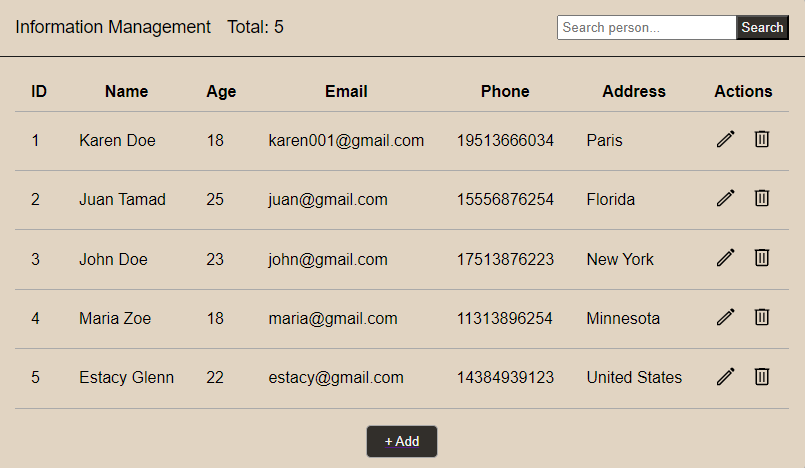 Information Management Total: 5 Search person... Search
ID Name Age Email Phone Address Actions
1 Karen Doe 18 karen001@gmail.com 19513666034 Paris
2 Juan Tamad 25 juan@gmail.com 15556876254 Florida
3 John Doe 23 john@gmail.com 17513876223 New York
4 Maria Zoe 18 maria@gmail.com 11313896254 Minnesota
5 Estacy Glenn 22 estacy@gmail.com 14384939123 United States
+ Add